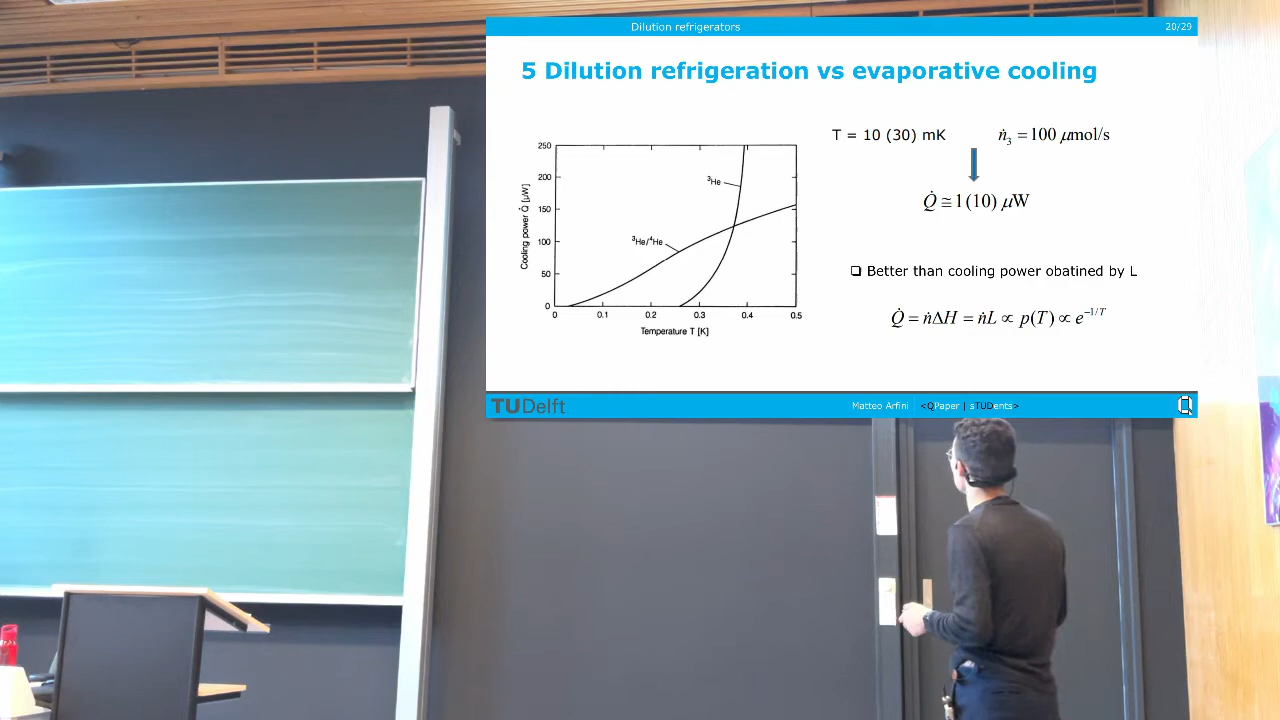 Dilution refrigerators
20/29
5 Dilution refrigeration vs evaporative cooling
T = 10 (30) mK
ṅ₃ = 100 μmol/s
Q̇ ≅ 1 (10) μW
❑ Better than cooling power obatined by L
Q̇ = ṅΔH = ṅL ∝ p(T) ∝ e^{-1/T}
Cooling power Q̇ [μW]
250
200
150
100
50
0
³He
³He/⁴He
0 0.1 0.2 0.3 0.4 0.5
Temperature T [K]
TUDelft
Matteo Arfini
<QPaper | sTUDents>